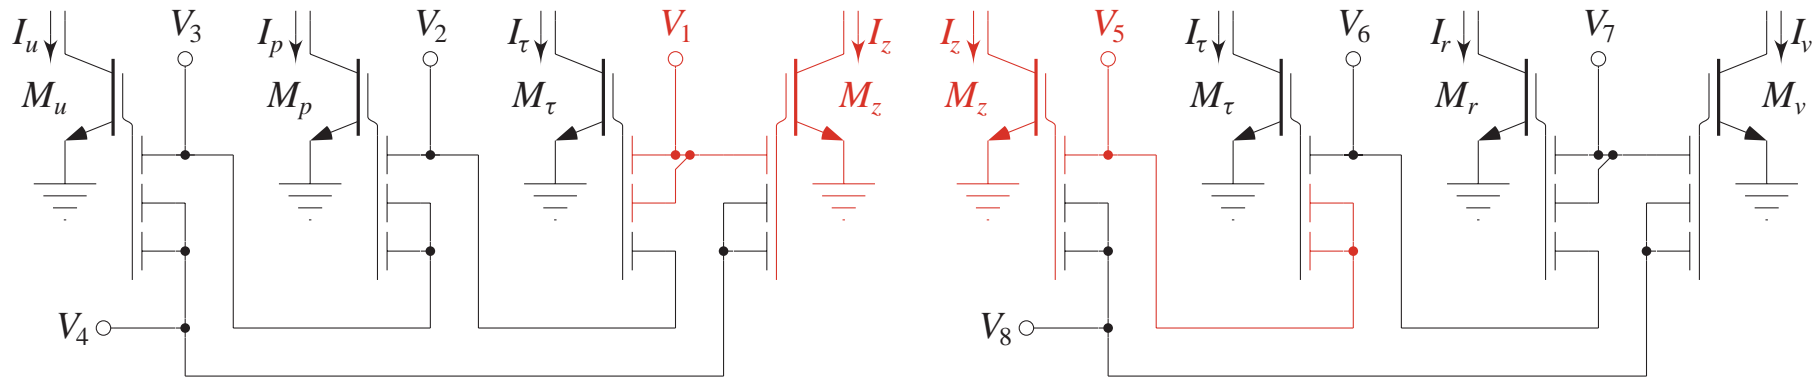 I_u V_3 I_p V_2 I_τ V_1 I_z I_z V_5 I_τ V_6 I_r V_7 I_v
M_u M_p M_τ M_z M_z M_τ M_r M_v
V_4 V_8